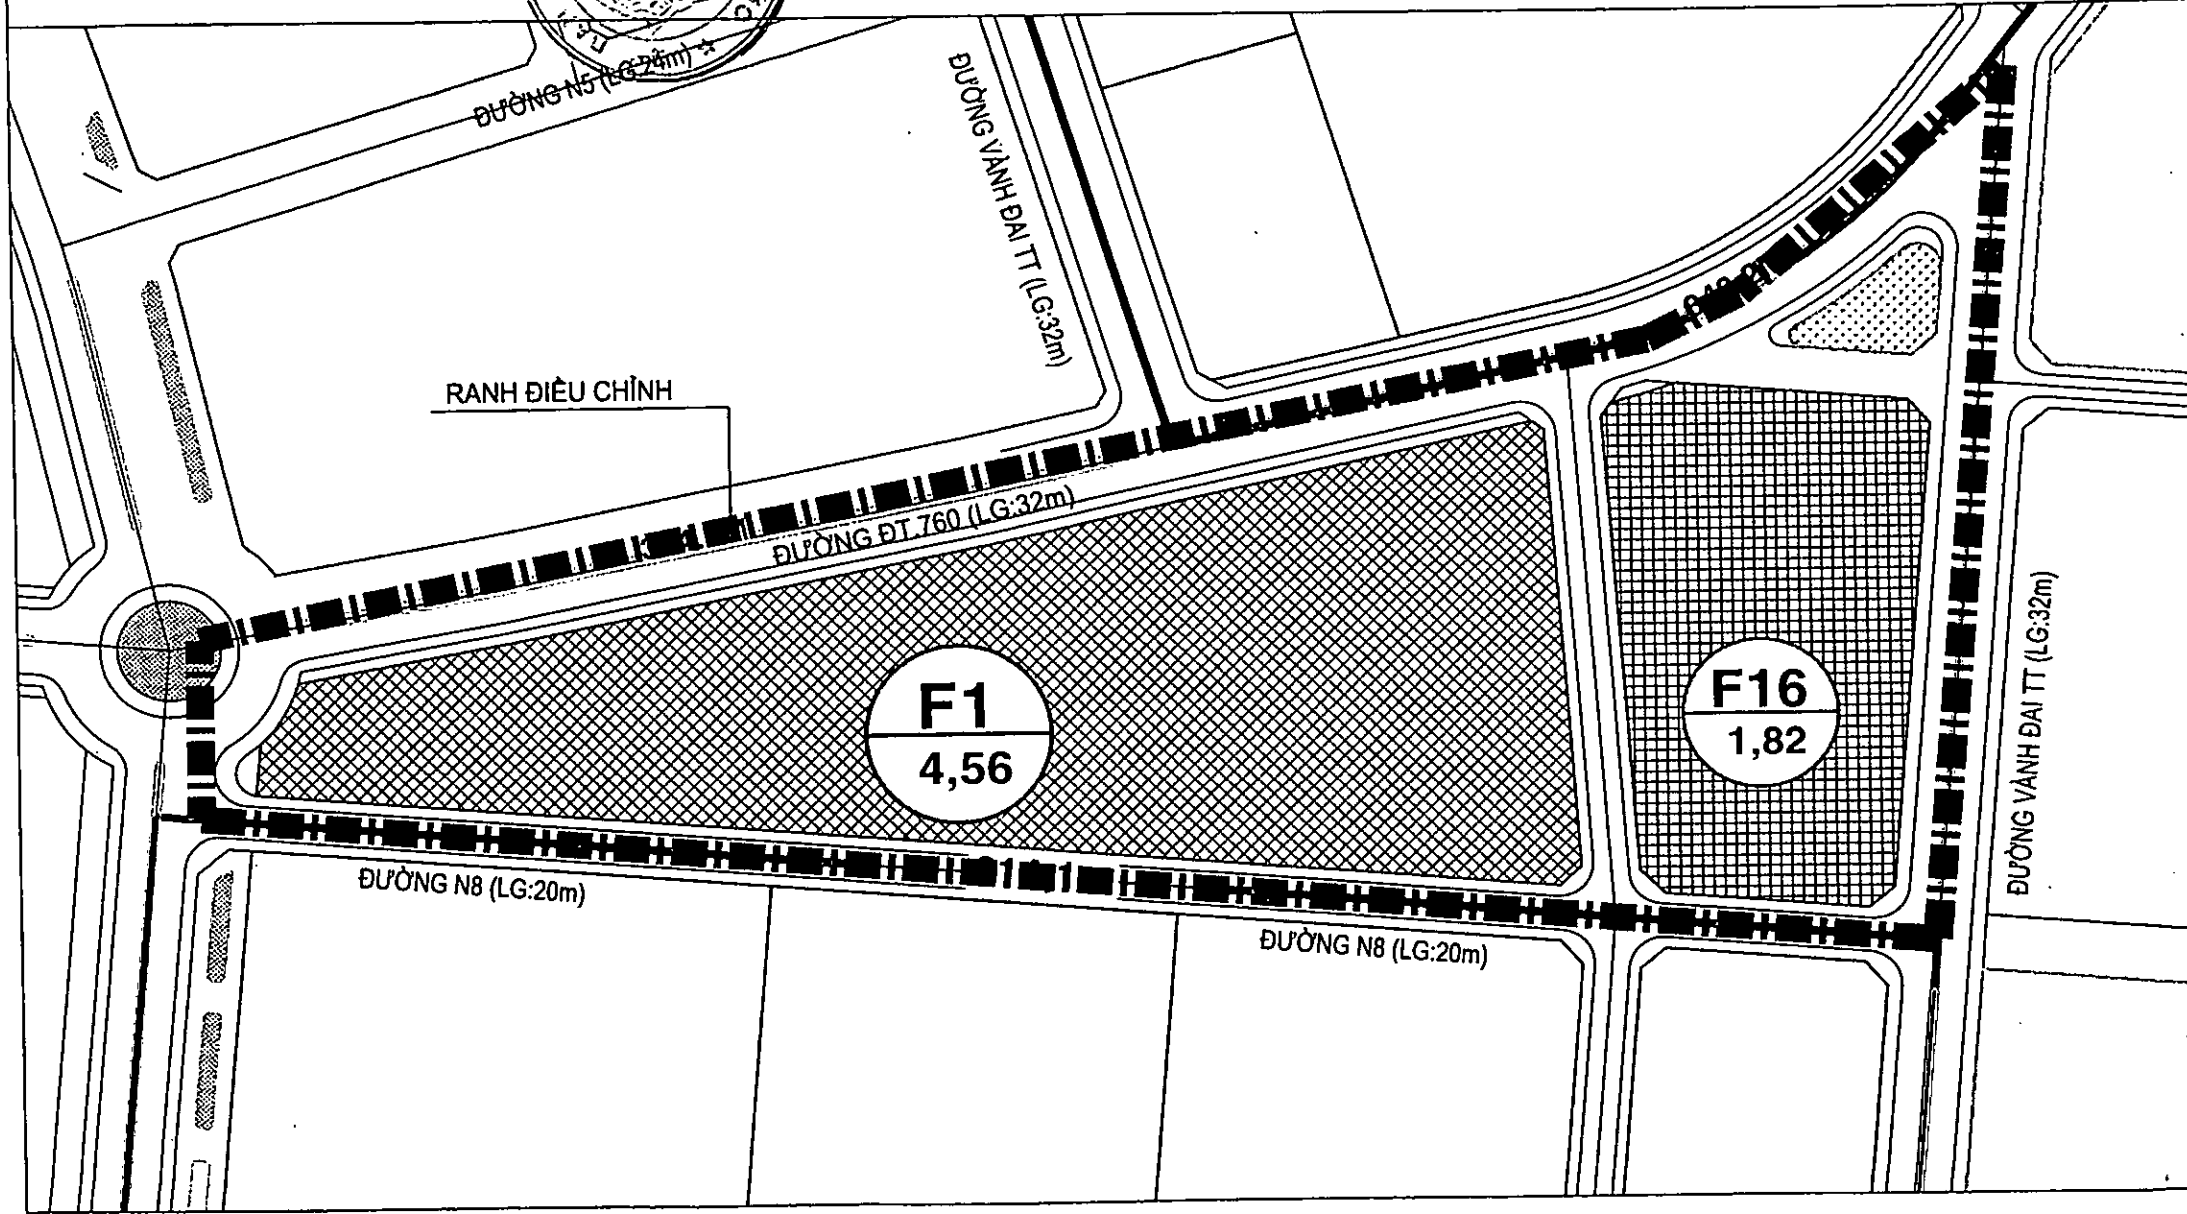 ĐƯỜNG N5 (LG:24m)
ĐƯỜNG VÀNH ĐAI TT (LG:32m)
RANH ĐIỀU CHỈNH
ĐƯỜNG ĐT.760 (LG:32m)
F1
4,56
F16
1,82
ĐƯỜNG VÀNH ĐAI TT (LG:32m)
ĐƯỜNG N8 (LG:20m)
ĐƯỜNG N8 (LG:20m)